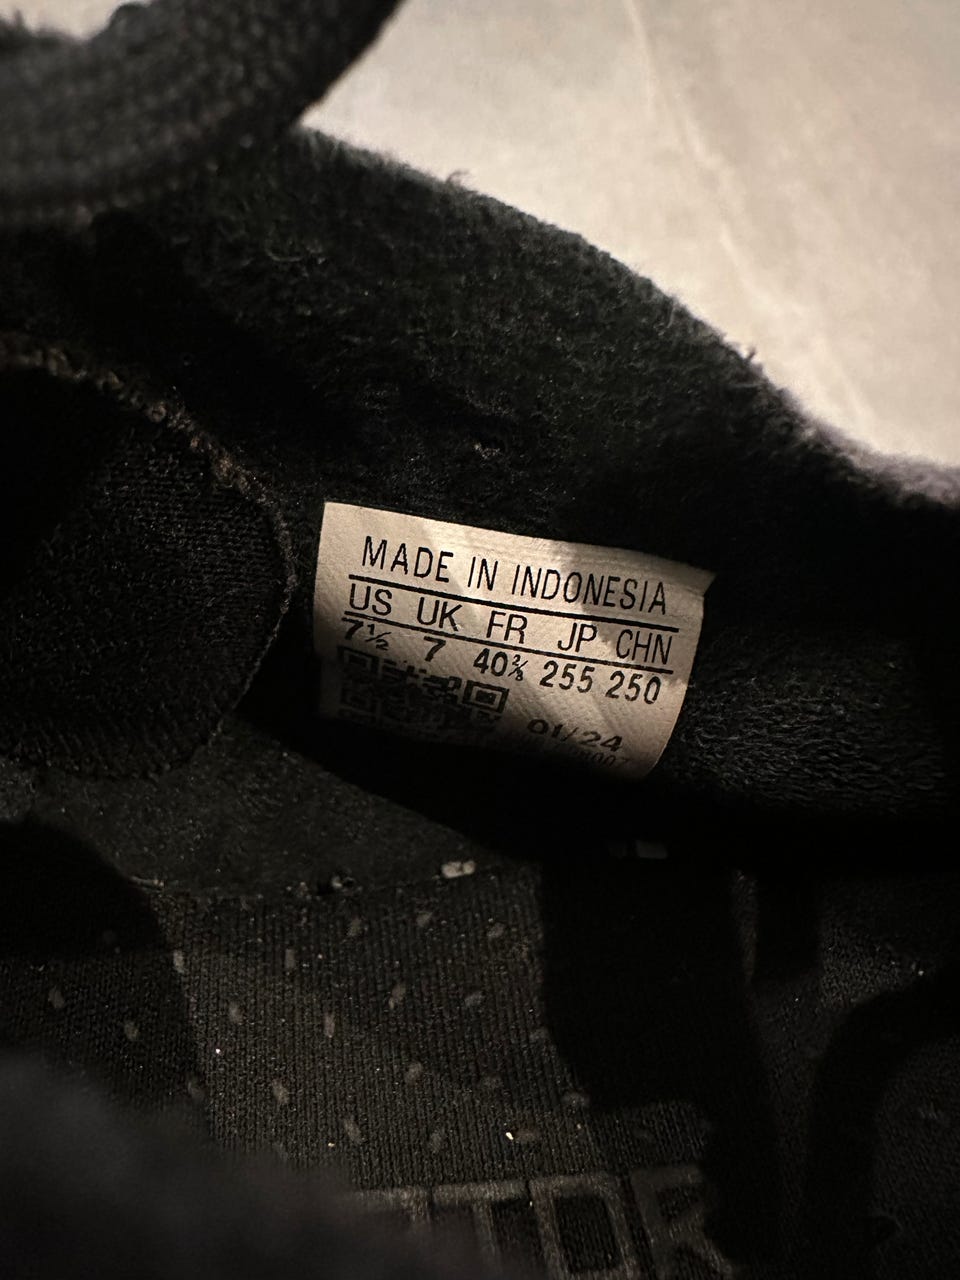 MADE IN INDONESIA
US UK FR JP CHN
7½ 7 40⅔ 255 250
01/24